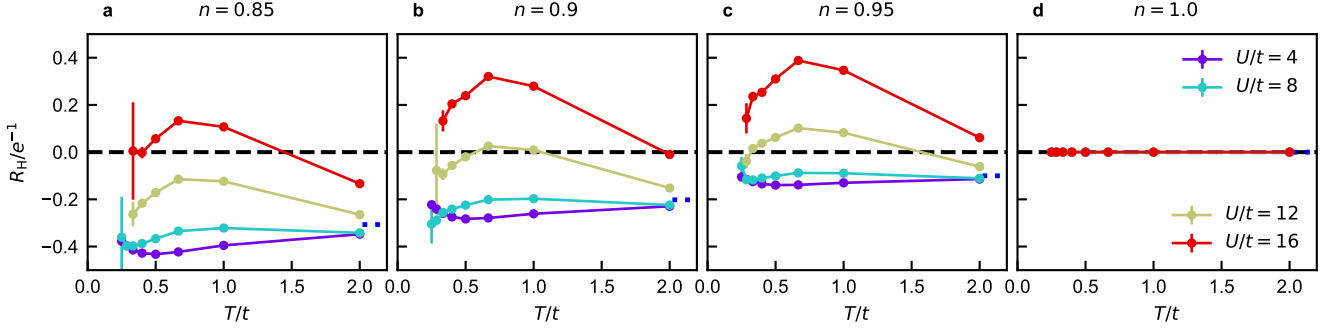 a n = 0.85
b n = 0.9
c n = 0.95
d n = 1.0
R_H/e^{-1}
0.4
0.2
0.0
−0.2
−0.4
U/t = 4
U/t = 8
U/t = 12
U/t = 16
0.0 0.5 1.0 1.5 2.0
0.0 0.5 1.0 1.5 2.0
0.0 0.5 1.0 1.5 2.0
0.0 0.5 1.0 1.5 2.0
T/t
T/t
T/t
T/t